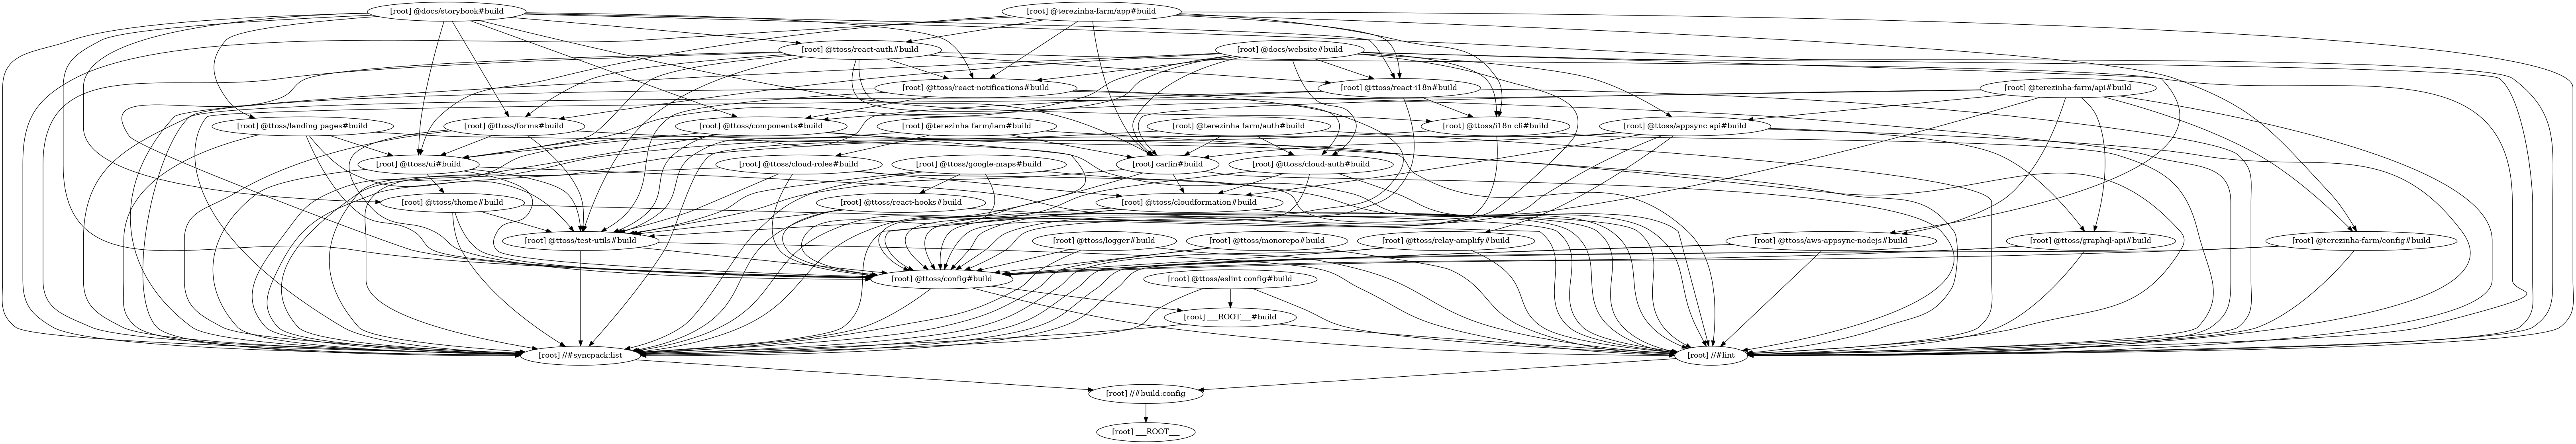 [root] @docs/storybook#build
[root] @terezinha-farm/app#build
[root] @ttoss/react-auth#build
[root] @docs/website#build
[root] @ttoss/react-notifications#build
[root] @ttoss/react-i18n#build
[root] @terezinha-farm/api#build
[root] @ttoss/landing-pages#build
[root] @ttoss/forms#build
[root] @ttoss/components#build
[root] @terezinha-farm/iam#build
[root] @terezinha-farm/auth#build
[root] @ttoss/i18n-cli#build
[root] @ttoss/appsync-api#build
[root] @ttoss/ui#build
[root] @ttoss/cloud-roles#build
[root] @ttoss/google-maps#build
[root] carlin#build
[root] @ttoss/cloud-auth#build
[root] @ttoss/theme#build
[root] @ttoss/react-hooks#build
[root] @ttoss/cloudformation#build
[root] @ttoss/test-utils#build
[root] @ttoss/logger#build
[root] @ttoss/monorepo#build
[root] @ttoss/relay-amplify#build
[root] @ttoss/aws-appsync-nodejs#build
[root] @ttoss/graphql-api#build
[root] @terezinha-farm/config#build
[root] @ttoss/config#build
[root] @ttoss/eslint-config#build
[root] ___ROOT___#build
[root] //#syncpack:list
[root] //#lint
[root] //#build:config
[root] ___ROOT___